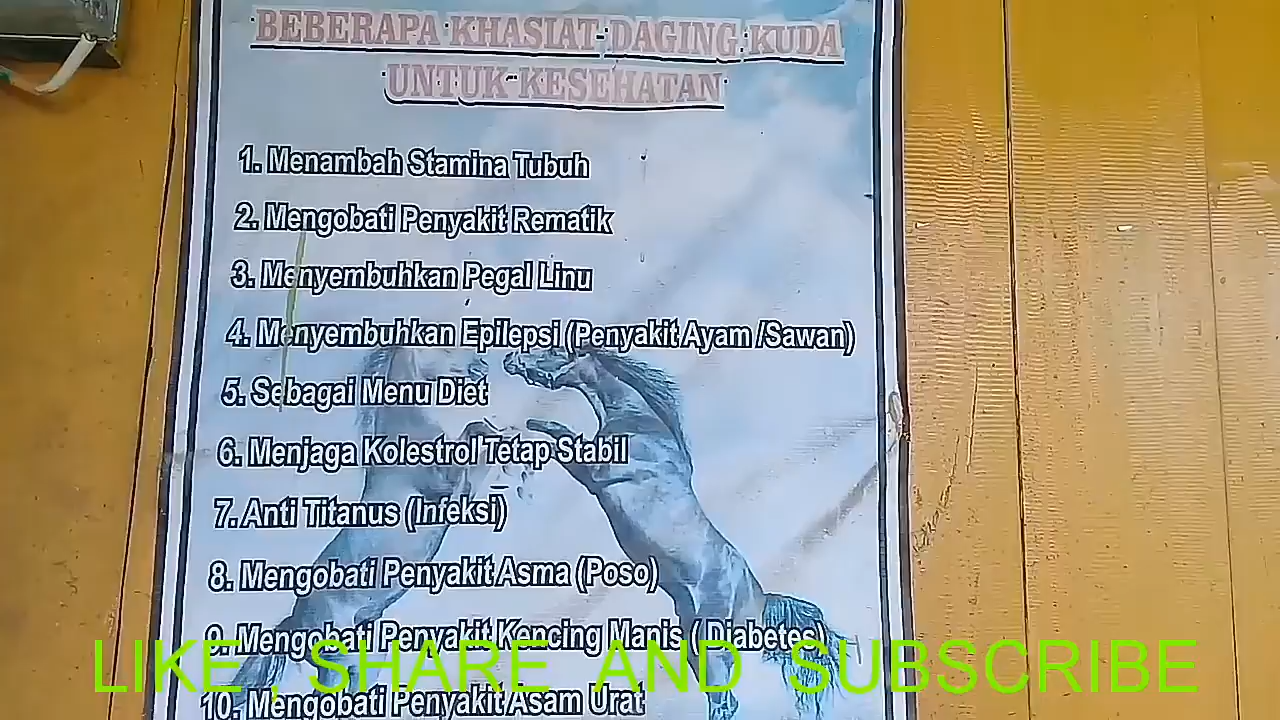 BEBERAPA KHASIAT DAGING KUDA
UNTUK KESEHATAN
1. Menambah Stamina Tubuh
2. Mengobati Penyakit Rematik
3. Menyembuhkan Pegal Linu
4. Menyembuhkan Epilepsi (Penyakit Ayam /Sawan)
5. Sebagai Menu Diet
6. Menjaga Kolestrol Tetap Stabil
7. Anti Titanus (Infeksi)
8. Mengobati Penyakit Asma (Poso)
9. Mengobati Penyakit Kencing Manis ( Diabetes)
LIKE , SHARE AND SUBSCRIBE
10. Mengobati Penyakit Asam Urat